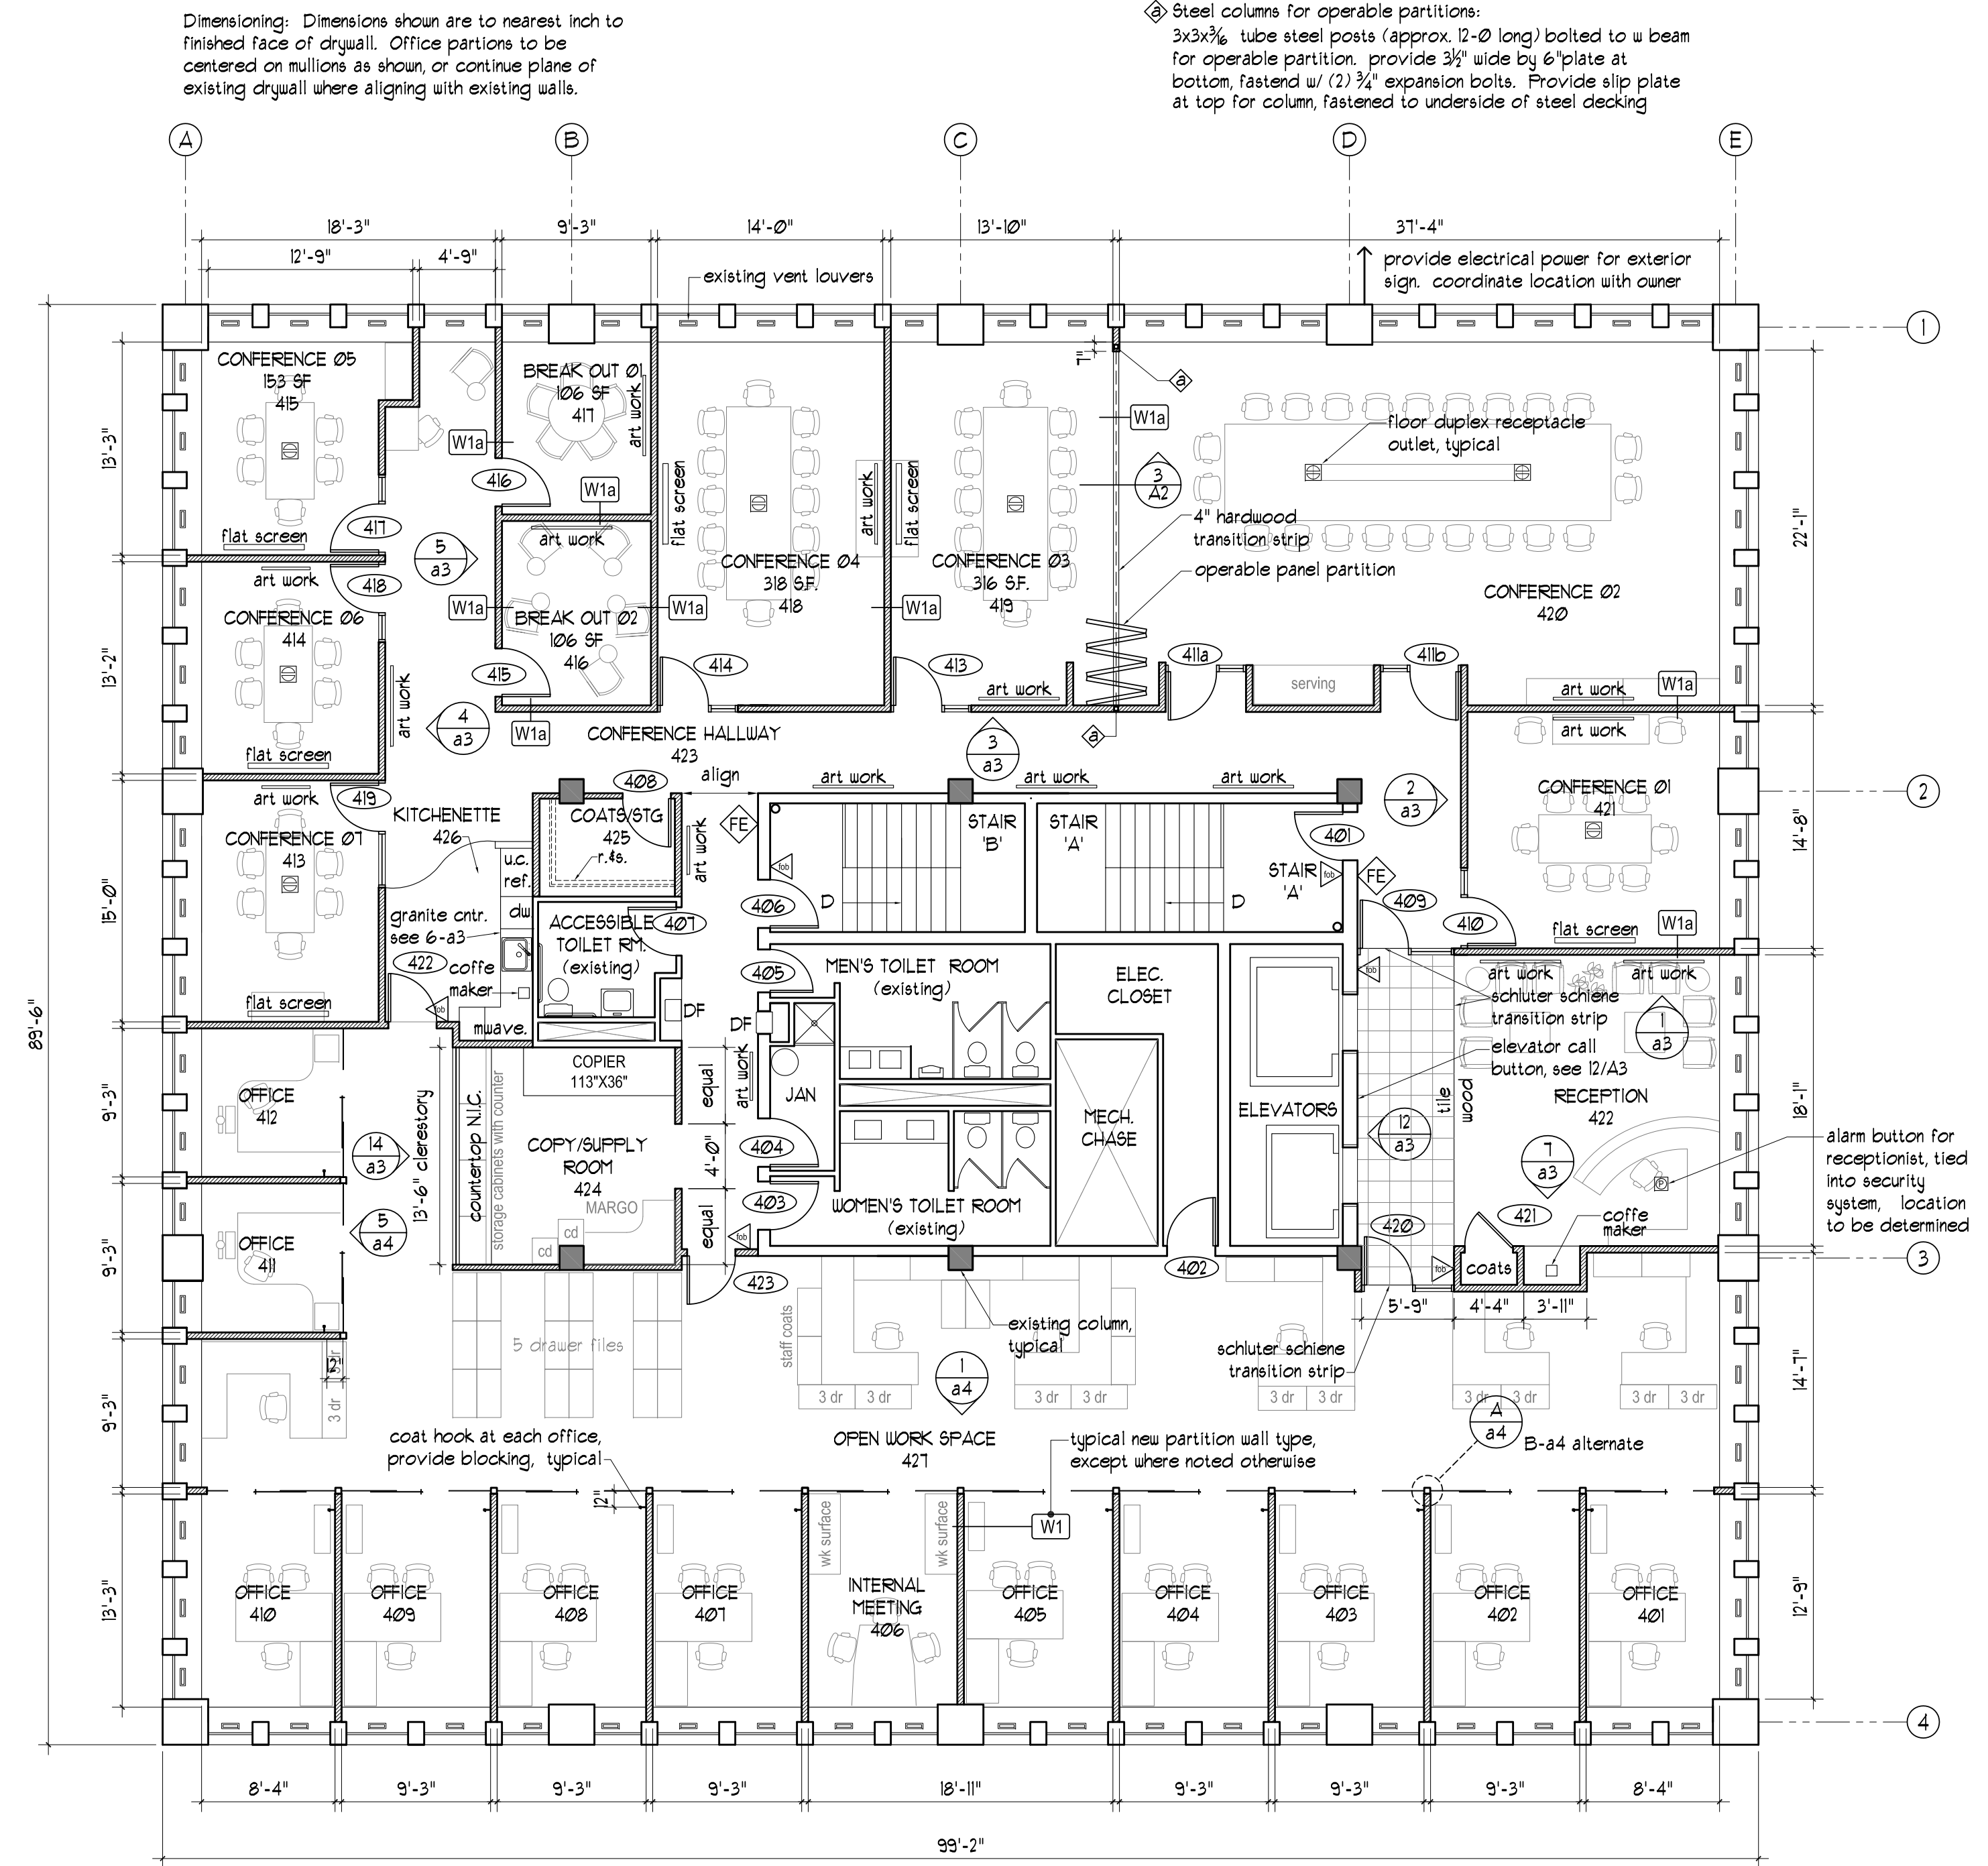 Dimensioning: Dimensions shown are to nearest inch to
finished face of drywall. Office partions to be
centered on mullions as shown, or continue plane of
existing drywall where aligning with existing walls.
a Steel columns for operable partitions:
3x3x3/16 tube steel posts (approx. 12-0 long) bolted to w beam
for operable partition. provide 3½" wide by 6"plate at
bottom, fastend w/ (2) ¾" expansion bolts. Provide slip plate
at top for column, fastened to underside of steel decking
A
B
C
D
E
18'-3"
9'-3"
14'-0"
13'-10"
37'-4"
12'-9"
4'-9"
existing vent louvers
provide electrical power for exterior
sign. coordinate location with owner
1
CONFERENCE 05
153 SF
415
flat screen
417
BREAK OUT 01
106 SF
417
art work
W1a
416
W1a
art work
5
a3
flat screen
CONFERENCE 04
318 S.F.
418
art work
flat screen
CONFERENCE 03
316 S.F.
419
7"
a
W1a
3
A2
4" hardwood
transition strip
operable panel partition
floor duplex receptacle
outlet, typical
CONFERENCE 02
420
13'-3"
22'-1"
art work
418
CONFERENCE 06
414
flat screen
art work
13'-2"
W1a
BREAK OUT 02
106 SF
416
W1a
W1a
415
414
413
art work
411a
411b
serving
art work
W1a
4
a3
W1a
CONFERENCE HALLWAY
423
3
a3
a
art work
408
align
art work
art work
art work
2
a3
CONFERENCE 01
421
2
art work
419
CONFERENCE 07
413
flat screen
15'-0"
KITCHENETTE
426
COATS/STG
425
r.&s.
art work
FE
STAIR
'B'
STAIR
'A'
401
STAIR
'A'
fob
fob
FE
14'-8"
u.c.
ref.
dw
granite cntr.
see 6-a3
422
coffe
maker
mwave.
fob
ACCESSIBLE
TOILET RM.
(existing)
407
D
D
406
409
410
flat screen
W1a
405
MEN'S TOILET ROOM
(existing)
ELEC.
CLOSET
fob
art work
art work
schluter schiene
transition strip
1
a3
DF
DF
89'-6"
elevator call
button, see 12/A3
RECEPTION
422
tile
wood
18'-1"
OFFICE
412
9'-3"
13'-6" clerestory
countertop N.I.C.
storage cabinets with counter
COPIER
113"X36"
equal
art work
JAN
ELEVATORS
MECH.
CHASE
12
a3
14
a3
COPY/SUPPLY
ROOM
424
4'-0"
404
7
a3
alarm button for
receptionist, tied
into security
system, location
to be determined
P
403
WOMEN'S TOILET ROOM
(existing)
MARGO
cd
cd
equal
fob
5
a4
OFFICE
411
9'-3"
420
421
coffe
maker
coats
fob
3
423
402
5'-9"
4'-4"
3'-11"
5 drawer files
staff coats
existing column,
typical
schluter schiene
transition strip
12"
3 dr
3 dr
9'-3"
1
a4
3 dr
3 dr
3 dr
3 dr
3 dr
3 dr
3 dr
3 dr
3 dr
3 dr
14'-7"
coat hook at each office,
provide blocking, typical
OPEN WORK SPACE
427
typical new partition wall type,
except where noted otherwise
A
a4
B-a4 alternate
12"
wk surface
wk surface
W1
13'-3"
12'-9"
OFFICE
410
OFFICE
409
OFFICE
408
OFFICE
407
INTERNAL
MEETING
406
OFFICE
405
OFFICE
404
OFFICE
403
OFFICE
402
OFFICE
401
4
8'-4"
9'-3"
9'-3"
9'-3"
18'-11"
9'-3"
9'-3"
9'-3"
8'-4"
99'-2"